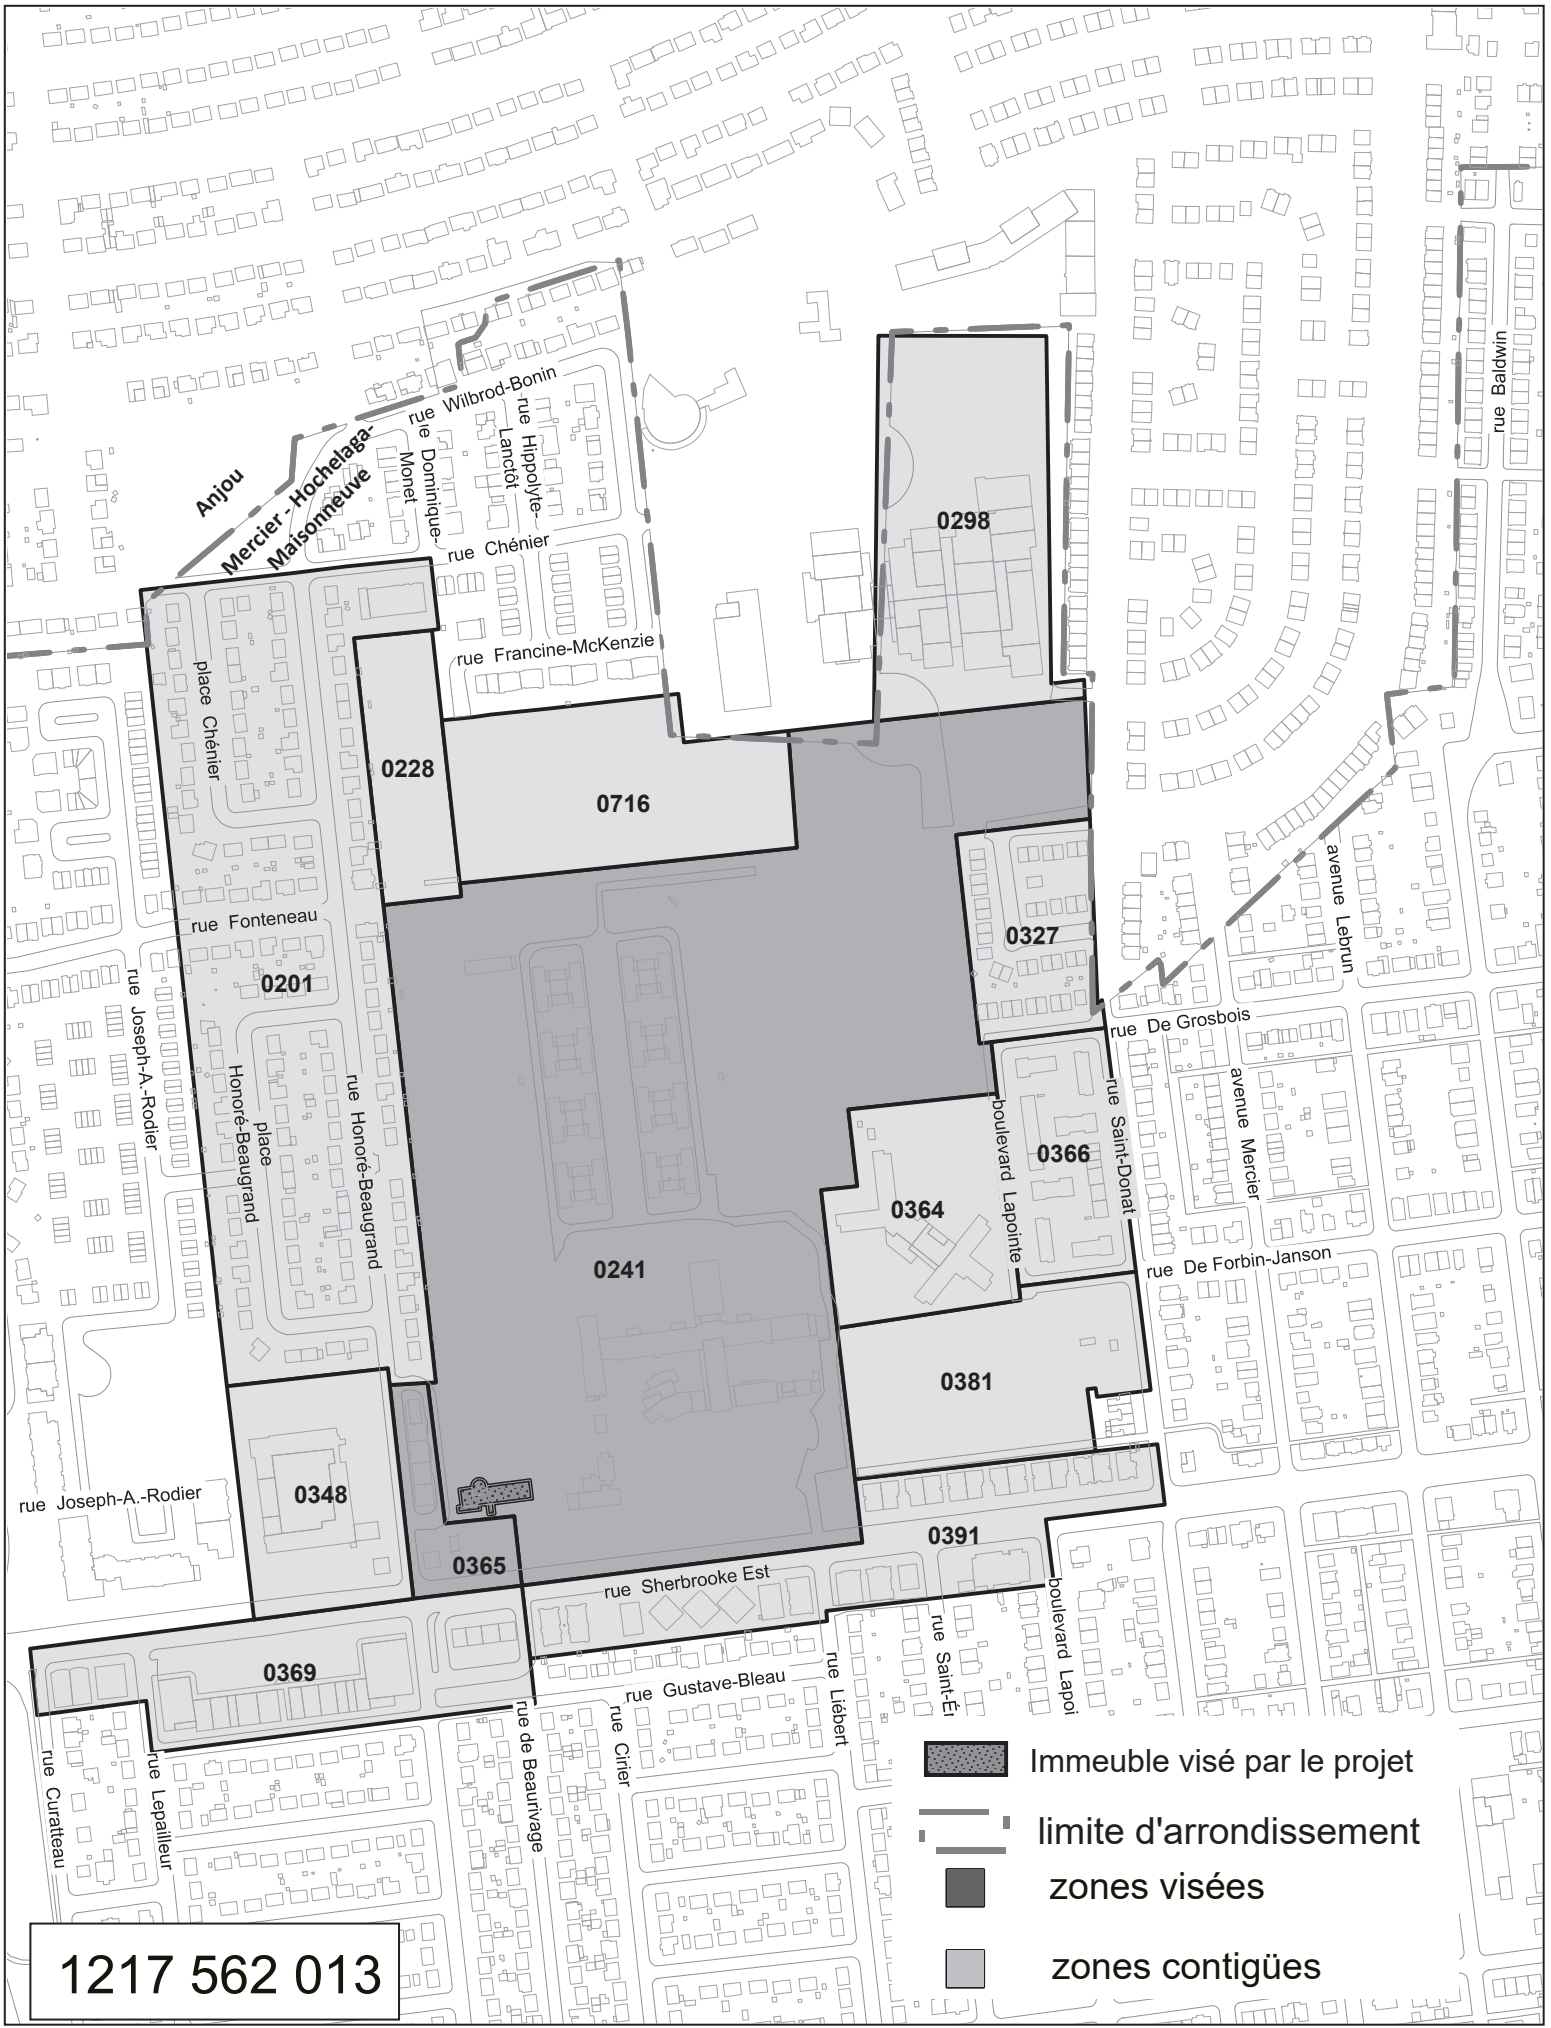 rue Baldwin
rue Wilbrod-Bonin
rue Hippolyte-
Lanctôt
rue Dominique-
Monet
Anjou
Mercier - Hochelaga-
Maisonneuve
0298
rue Chénier
rue Francine-McKenzie
place Chénier
0228
0716
avenue Lebrun
rue Fonteneau
0327
0201
rue Joseph-A.-Rodier
rue De Grosbois
place
Honoré-Beaugrand
rue Honoré-Beaugrand
boulevard Lapointe
rue Saint-Donat
avenue Mercier
0366
0364
0241
rue De Forbin-Janson
0381
rue Joseph-A.-Rodier
0348
0391
0365
rue Sherbrooke Est
boulevard Lapoi
rue Saint-Ér
0369
rue Gustave-Bleau
rue Liébert
rue Cirier
rue de Beaurivage
rue Lepailleur
rue Curatteau
Immeuble visé par le projet
limite d'arrondissement
zones visées
zones contigües
1217 562 013